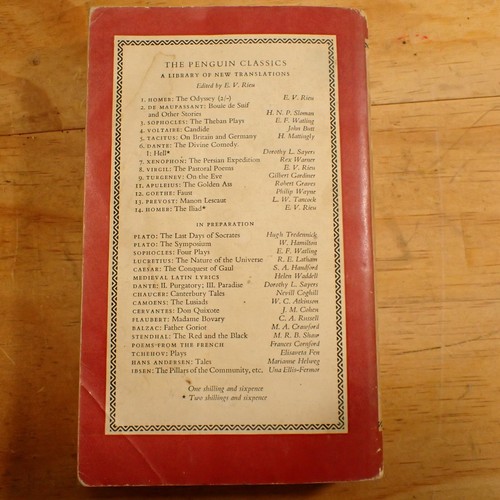 THE PENGUIN CLASSICS
A LIBRARY OF NEW TRANSLATIONS
Edited by E. V. Rieu
1. HOMER: The Odyssey (2/-) E. V. Rieu
2. DE MAUPASSANT: Boule de Suif
and Other Stories H. N. P. Sloman
3. SOPHOCLES: The Theban Plays E. F. Watling
4. VOLTAIRE: Candide John Butt
5. TACITUS: On Britain and Germany H. Mattingly
6. DANTE: The Divine Comedy.
I: Hell* Dorothy L. Sayers
7. XENOPHON: The Persian Expedition Rex Warner
8. VIRGIL: The Pastoral Poems E. V. Rieu
9. TURGENEV: On the Eve Gilbert Gardiner
11. APULEIUS: The Golden Ass Robert Graves
12. GOETHE: Faust Philip Wayne
13. PREVOST: Manon Lescaut L. W. Tancock
14. HOMER: The Iliad* E. V. Rieu
IN PREPARATION
PLATO: The Last Days of Socrates Hugh Tredennick
PLATO: The Symposium W. Hamilton
SOPHOCLES: Four Plays E. F. Watling
LUCRETIUS: The Nature of the Universe R. E. Latham
CAESAR: The Conquest of Gaul S. A. Handford
MEDIEVAL LATIN LYRICS Helen Waddell
DANTE: II. Purgatory; III. Paradise Dorothy L. Sayers
CHAUCER: Canterbury Tales Nevill Coghill
CAMOENS: The Lusiads W. C. Atkinson
CERVANTES: Don Quixote J. M. Cohen
FLAUBERT: Madame Bovary C. A. Russell
BALZAC: Father Goriot M. A. Crawford
STENDHAL: The Red and the Black M. R. B. Shaw
POEMS FROM THE FRENCH Frances Cornford
TCHEHOV: Plays Elisaveta Fen
HANS ANDERSEN: Tales Marianne Helweg
IBSEN: The Pillars of the Community, etc, Una Ellis-Fermor
One shilling and sixpence
* Two shillings and sixpence